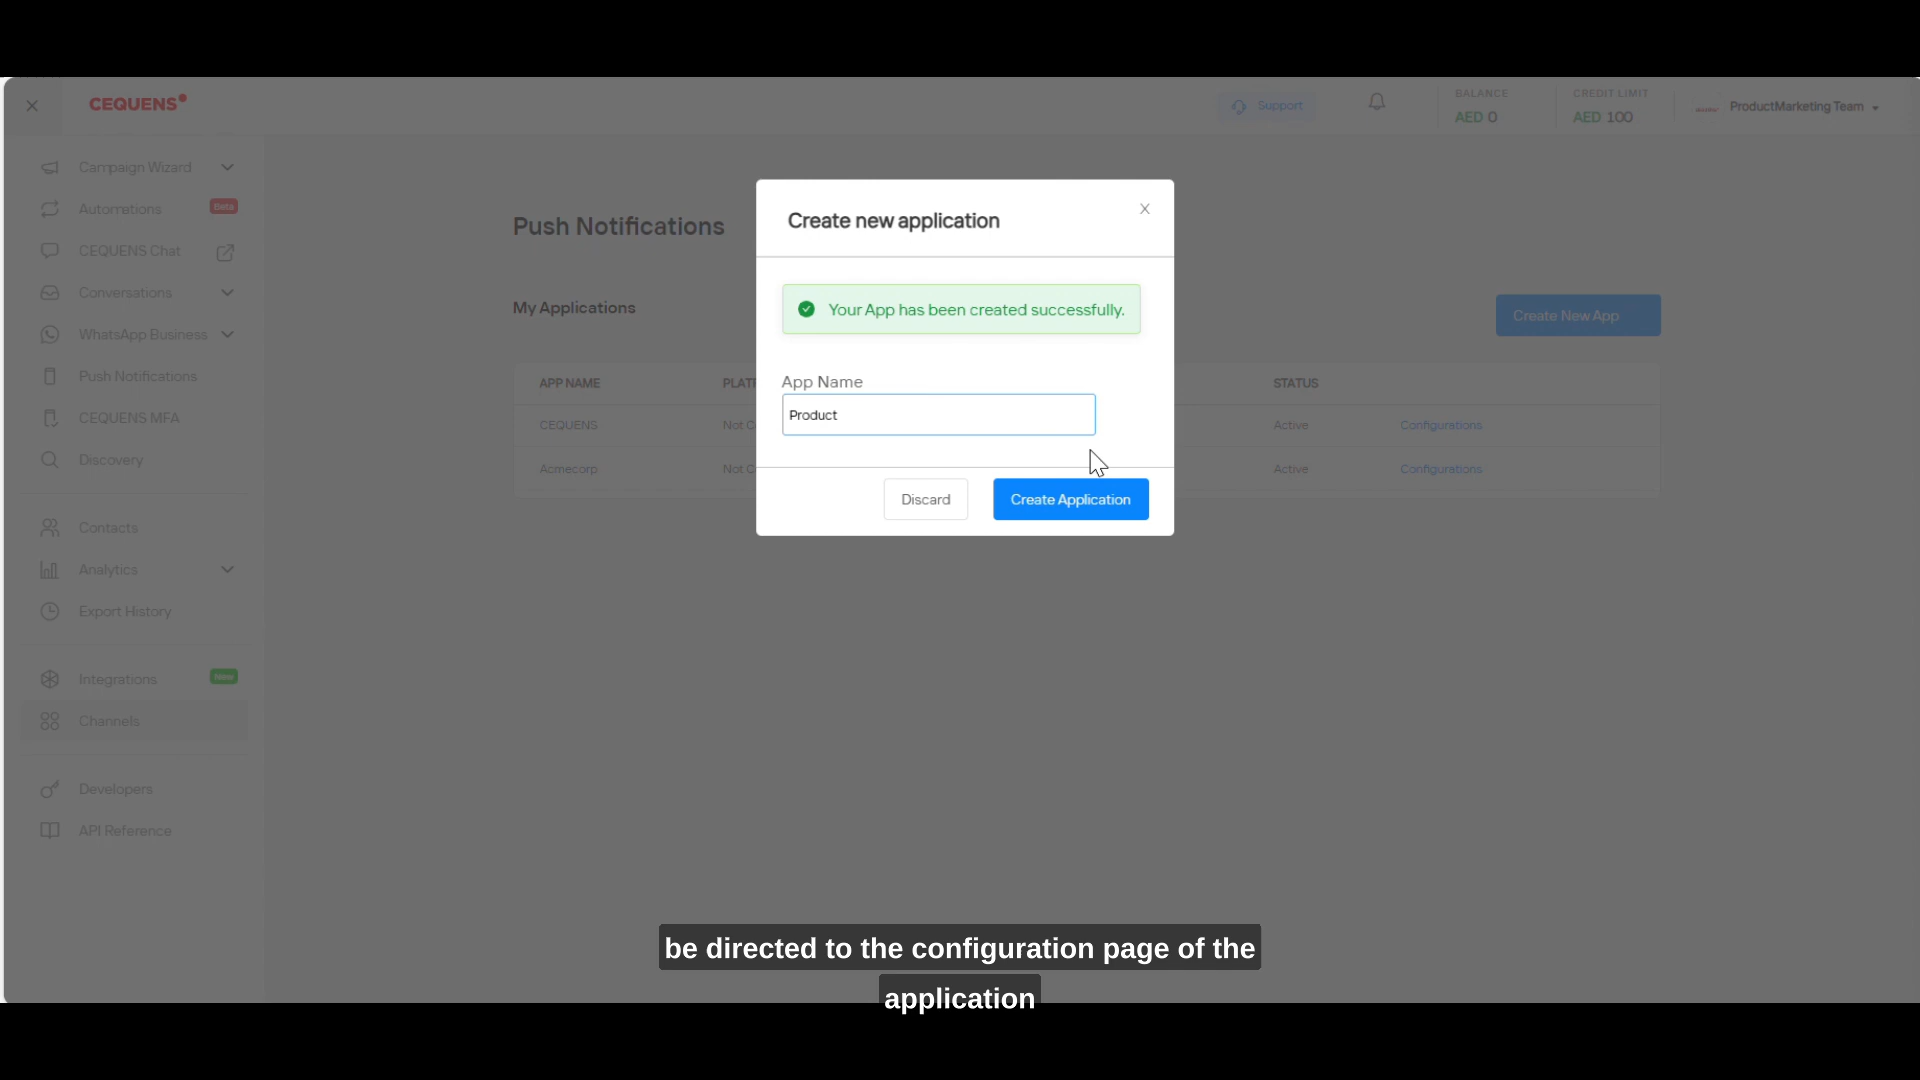 CEQUENS
Support
BALANCE
AED 0
CREDIT LIMIT
AED 100
ProductMarketing Team
Campaign Wizard
Automations
Beta
CEQUENS Chat
Conversations
WhatsApp Business
Push Notifications
CEQUENS MFA
Discovery
Contacts
Analytics
Export History
Integrations
New
Channels
Developers
API Reference
Push Notifications
My Applications
Create New App
APP NAME
PLATF
STATUS
CEQUENS
Not C
Active
Configurations
Acmecorp
Not C
Active
Configurations
Create new application
X
Your App has been created successfully.
App Name
Product
Discard
Create Application
be directed to the configuration page of the
application